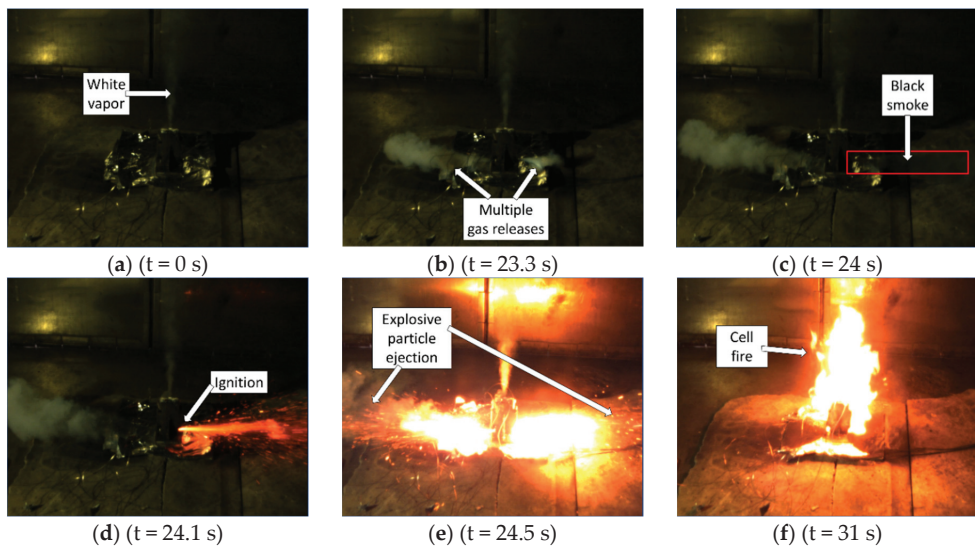 White
vapor
Multiple
gas releases
Black
smoke
(a) (t = 0 s)
(b) (t = 23.3 s)
(c) (t = 24 s)
Ignition
Explosive
particle
ejection
Cell
fire
(d) (t = 24.1 s)
(e) (t = 24.5 s)
(f) (t = 31 s)